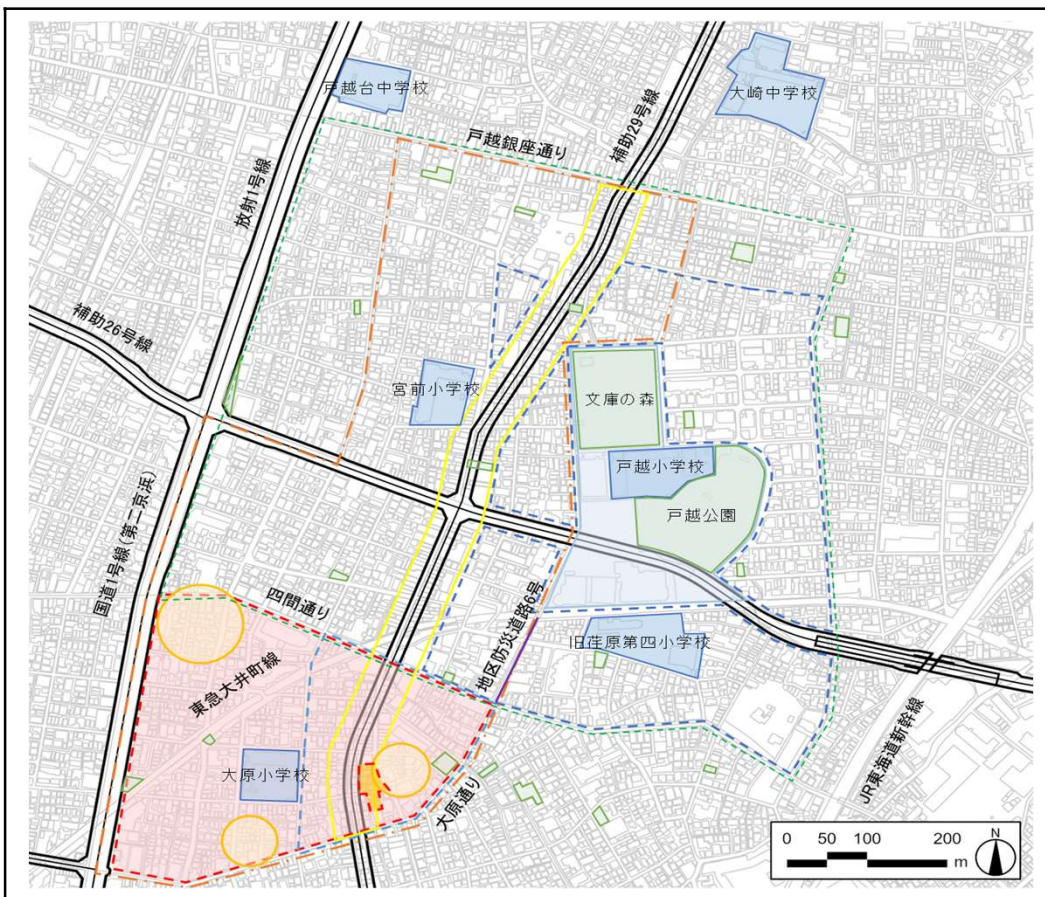 戸越台中学校
大崎中学校
戸越銀座通り
補助29号線
放射1号線
補助26号線
宮前小学校
文庫の森
戸越小学校
戸越公園
国道1号線(第二京浜)
四間通り
地区防災道路6号
旧荏原第四小学校
東急大井町線
大原小学校
大原通り
JR東海道新幹線
0 50 100 200
m
N